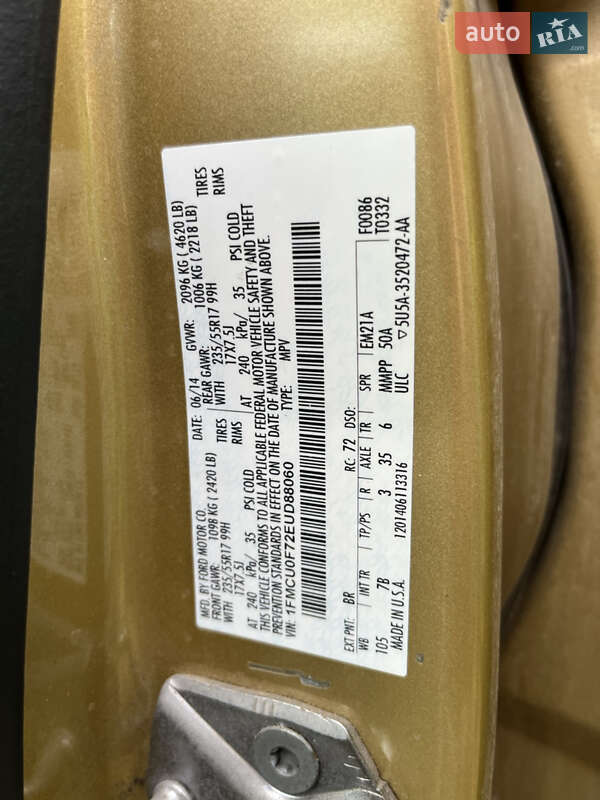 auto RIA .com
MFD. BY FORD MOTOR CO. DATE: 06/14 GVWR: 2096 KG ( 4620 LB)
FRONT GAWR: 1098 KG ( 2420 LB) REAR GAWR: 1006 KG ( 2218 LB)
WITH 235/55R17 99H TIRES WITH 235/55R17 99H TIRES
17X7.5J RIMS 17X7.5J RIMS
AT 240 kPa/ 35 PSI COLD AT 240 kPa/ 35 PSI COLD
THIS VEHICLE CONFORMS TO ALL APPLICABLE FEDERAL MOTOR VEHICLE SAFETY AND THEFT
PREVENTION STANDARDS IN EFFECT ON THE DATE OF MANUFACTURE SHOWN ABOVE.
VIN: 1FMCU0F72EUD88060 TYPE: MPV
F0086
T0332
EXT PNT: BR RC: 72 DSO:
WB INT TR TP/PS R AXLE TR SPR EM21A
105 7B 3 35 6 MMPP 50A
MADE IN U.S.A. 1201406113316 ULC ▽5U5A-3520472-AA